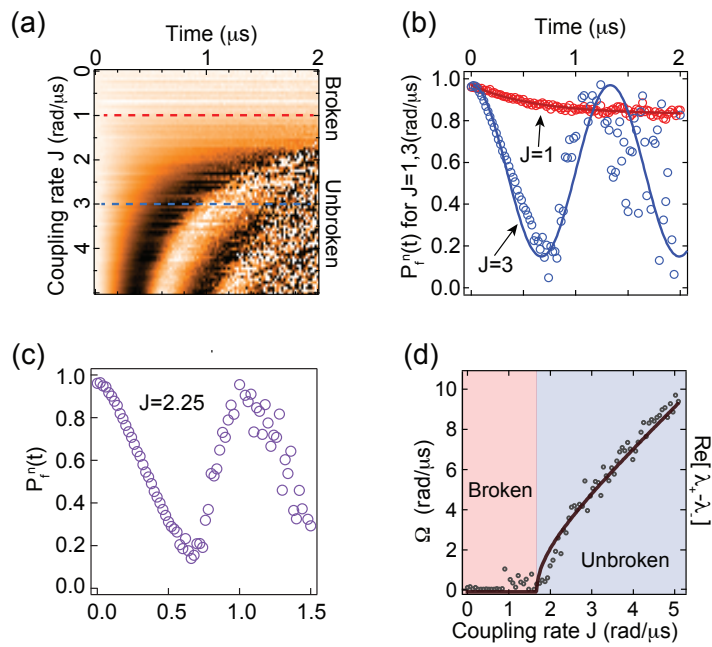 (a)
Time (μs)
0 1 2
Coupling rate J (rad/μs)
0
1
2
3
4
Broken
Unbroken
(b)
Time (μs)
0 1 2
P_f^n(t) for J=1,3(rad/μs)
1.0
0.8
0.6
0.4
0.2
0.0
J=1
J=3
0 1 2
(c)
P_f^n(t)
1.0
0.8
0.6
0.4
0.2
0.0
J=2.25
0.0 0.5 1.0 1.5
(d)
Ω (rad/μs)
10
8
6
4
2
0
Broken
Unbroken
Re[ λ₊-λ₋]
0 1 2 3 4 5
Coupling rate J (rad/μs)